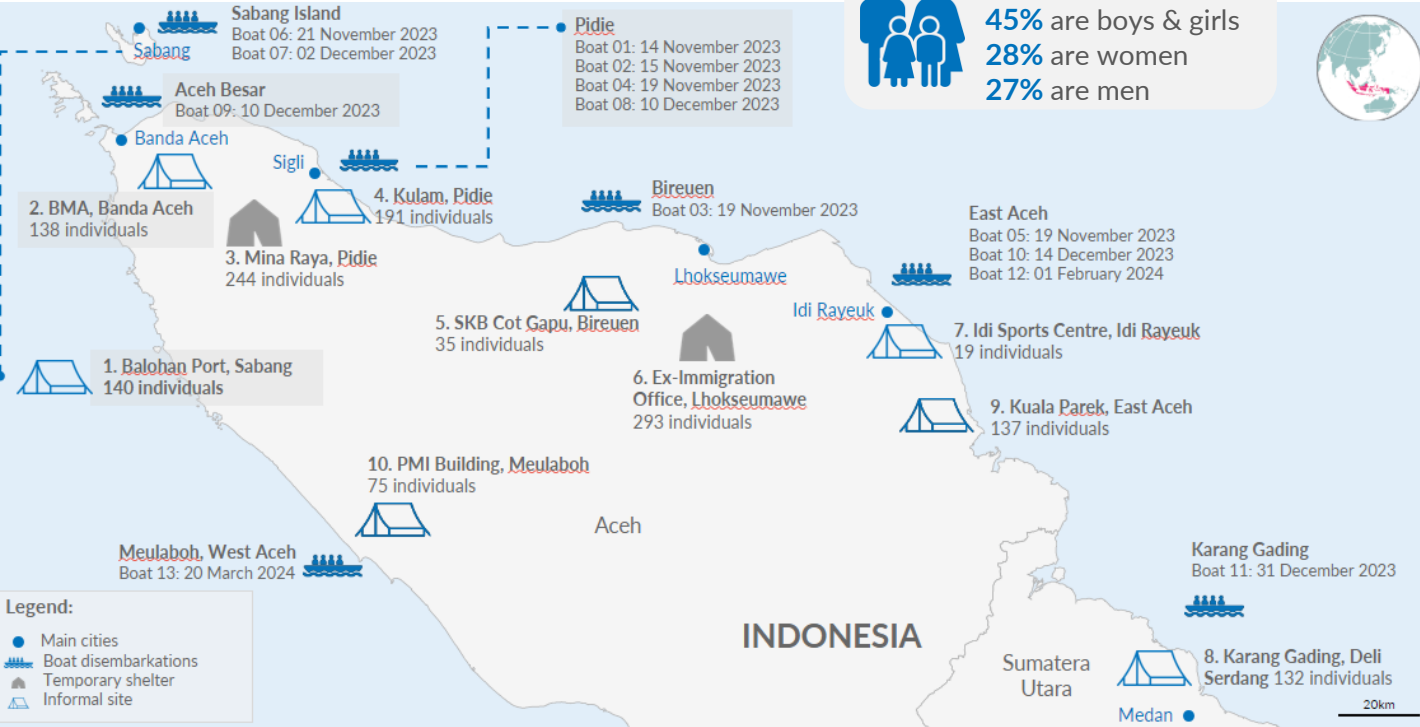 Sabang Island
Boat 06: 21 November 2023
Boat 07: 02 December 2023
Sabang
Pidie
Boat 01: 14 November 2023
Boat 02: 15 November 2023
Boat 04: 19 November 2023
Boat 08: 10 December 2023
45% are boys & girls
28% are women
27% are men
Aceh Besar
Boat 09: 10 December 2023
Banda Aceh
Sigli
2. BMA, Banda Aceh
138 individuals
4. Kulam, Pidie
191 individuals
3. Mina Raya, Pidie
244 individuals
Bireuen
Boat 03: 19 November 2023
East Aceh
Boat 05: 19 November 2023
Boat 10: 14 December 2023
Boat 12: 01 February 2024
Lhokseumawe
Idi Rayeuk
5. SKB Cot Gapu, Bireuen
35 individuals
7. Idi Sports Centre, Idi Rayeuk
19 individuals
1. Balohan Port, Sabang
140 individuals
6. Ex-Immigration
Office, Lhokseumawe
293 individuals
9. Kuala Parek, East Aceh
137 individuals
10. PMI Building, Meulaboh
75 individuals
Aceh
Meulaboh, West Aceh
Boat 13: 20 March 2024
Karang Gading
Boat 11: 31 December 2023
Legend:
Main cities
Boat disembarkations
Temporary shelter
Informal site
INDONESIA
Sumatera
Utara
8. Karang Gading, Deli
Serdang 132 individuals
Medan
20km